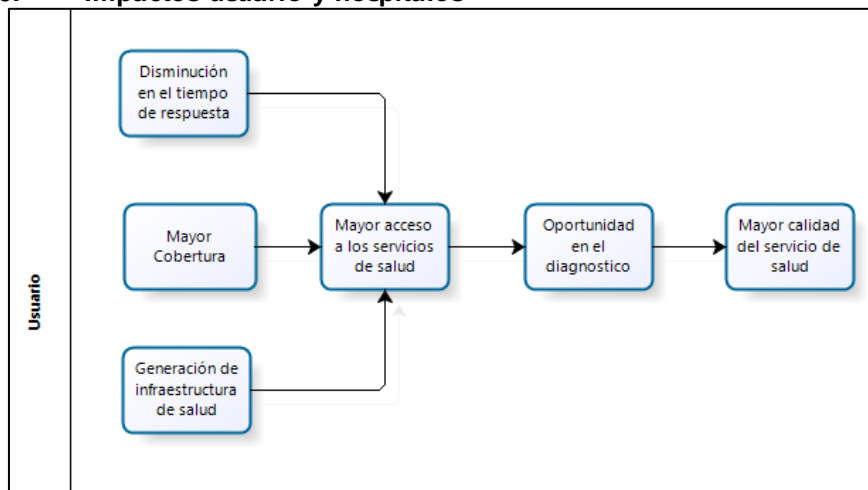 Impactos usuario y hospitales
Disminución
en el tiempo
de respuesta
Mayor
Cobertura
Generación de
infraestructura
de salud
Mayor acceso
a los servicios
de salud
Oportunidad
en el
diagnostico
Mayor calidad
del servicio de
salud
Usuario